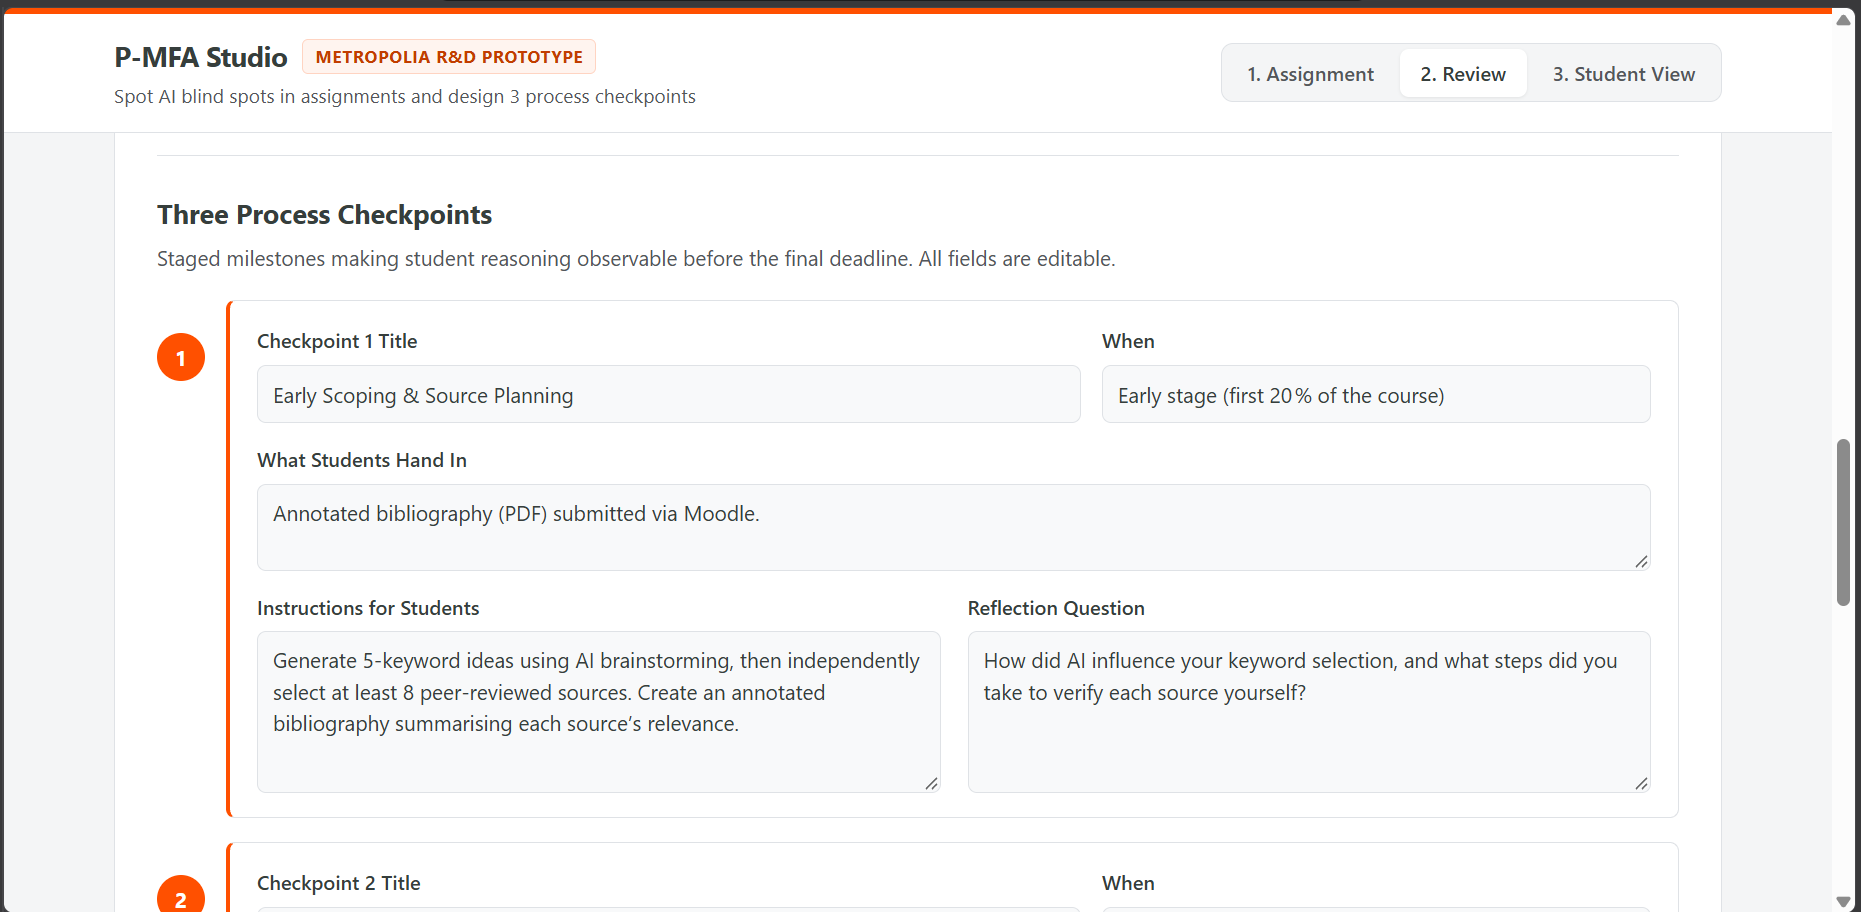 P-MFA Studio
METROPOLIA R&D PROTOTYPE
Spot AI blind spots in assignments and design 3 process checkpoints
1. Assignment
2. Review
3. Student View
Three Process Checkpoints
Staged milestones making student reasoning observable before the final deadline. All fields are editable.
1
Checkpoint 1 Title
When
Early Scoping & Source Planning
Early stage (first 20% of the course)
What Students Hand In
Annotated bibliography (PDF) submitted via Moodle.
Instructions for Students
Generate 5-keyword ideas using AI brainstorming, then independently
select at least 8 peer-reviewed sources. Create an annotated
bibliography summarising each source’s relevance.
Reflection Question
How did AI influence your keyword selection, and what steps did you
take to verify each source yourself?
2
Checkpoint 2 Title
When